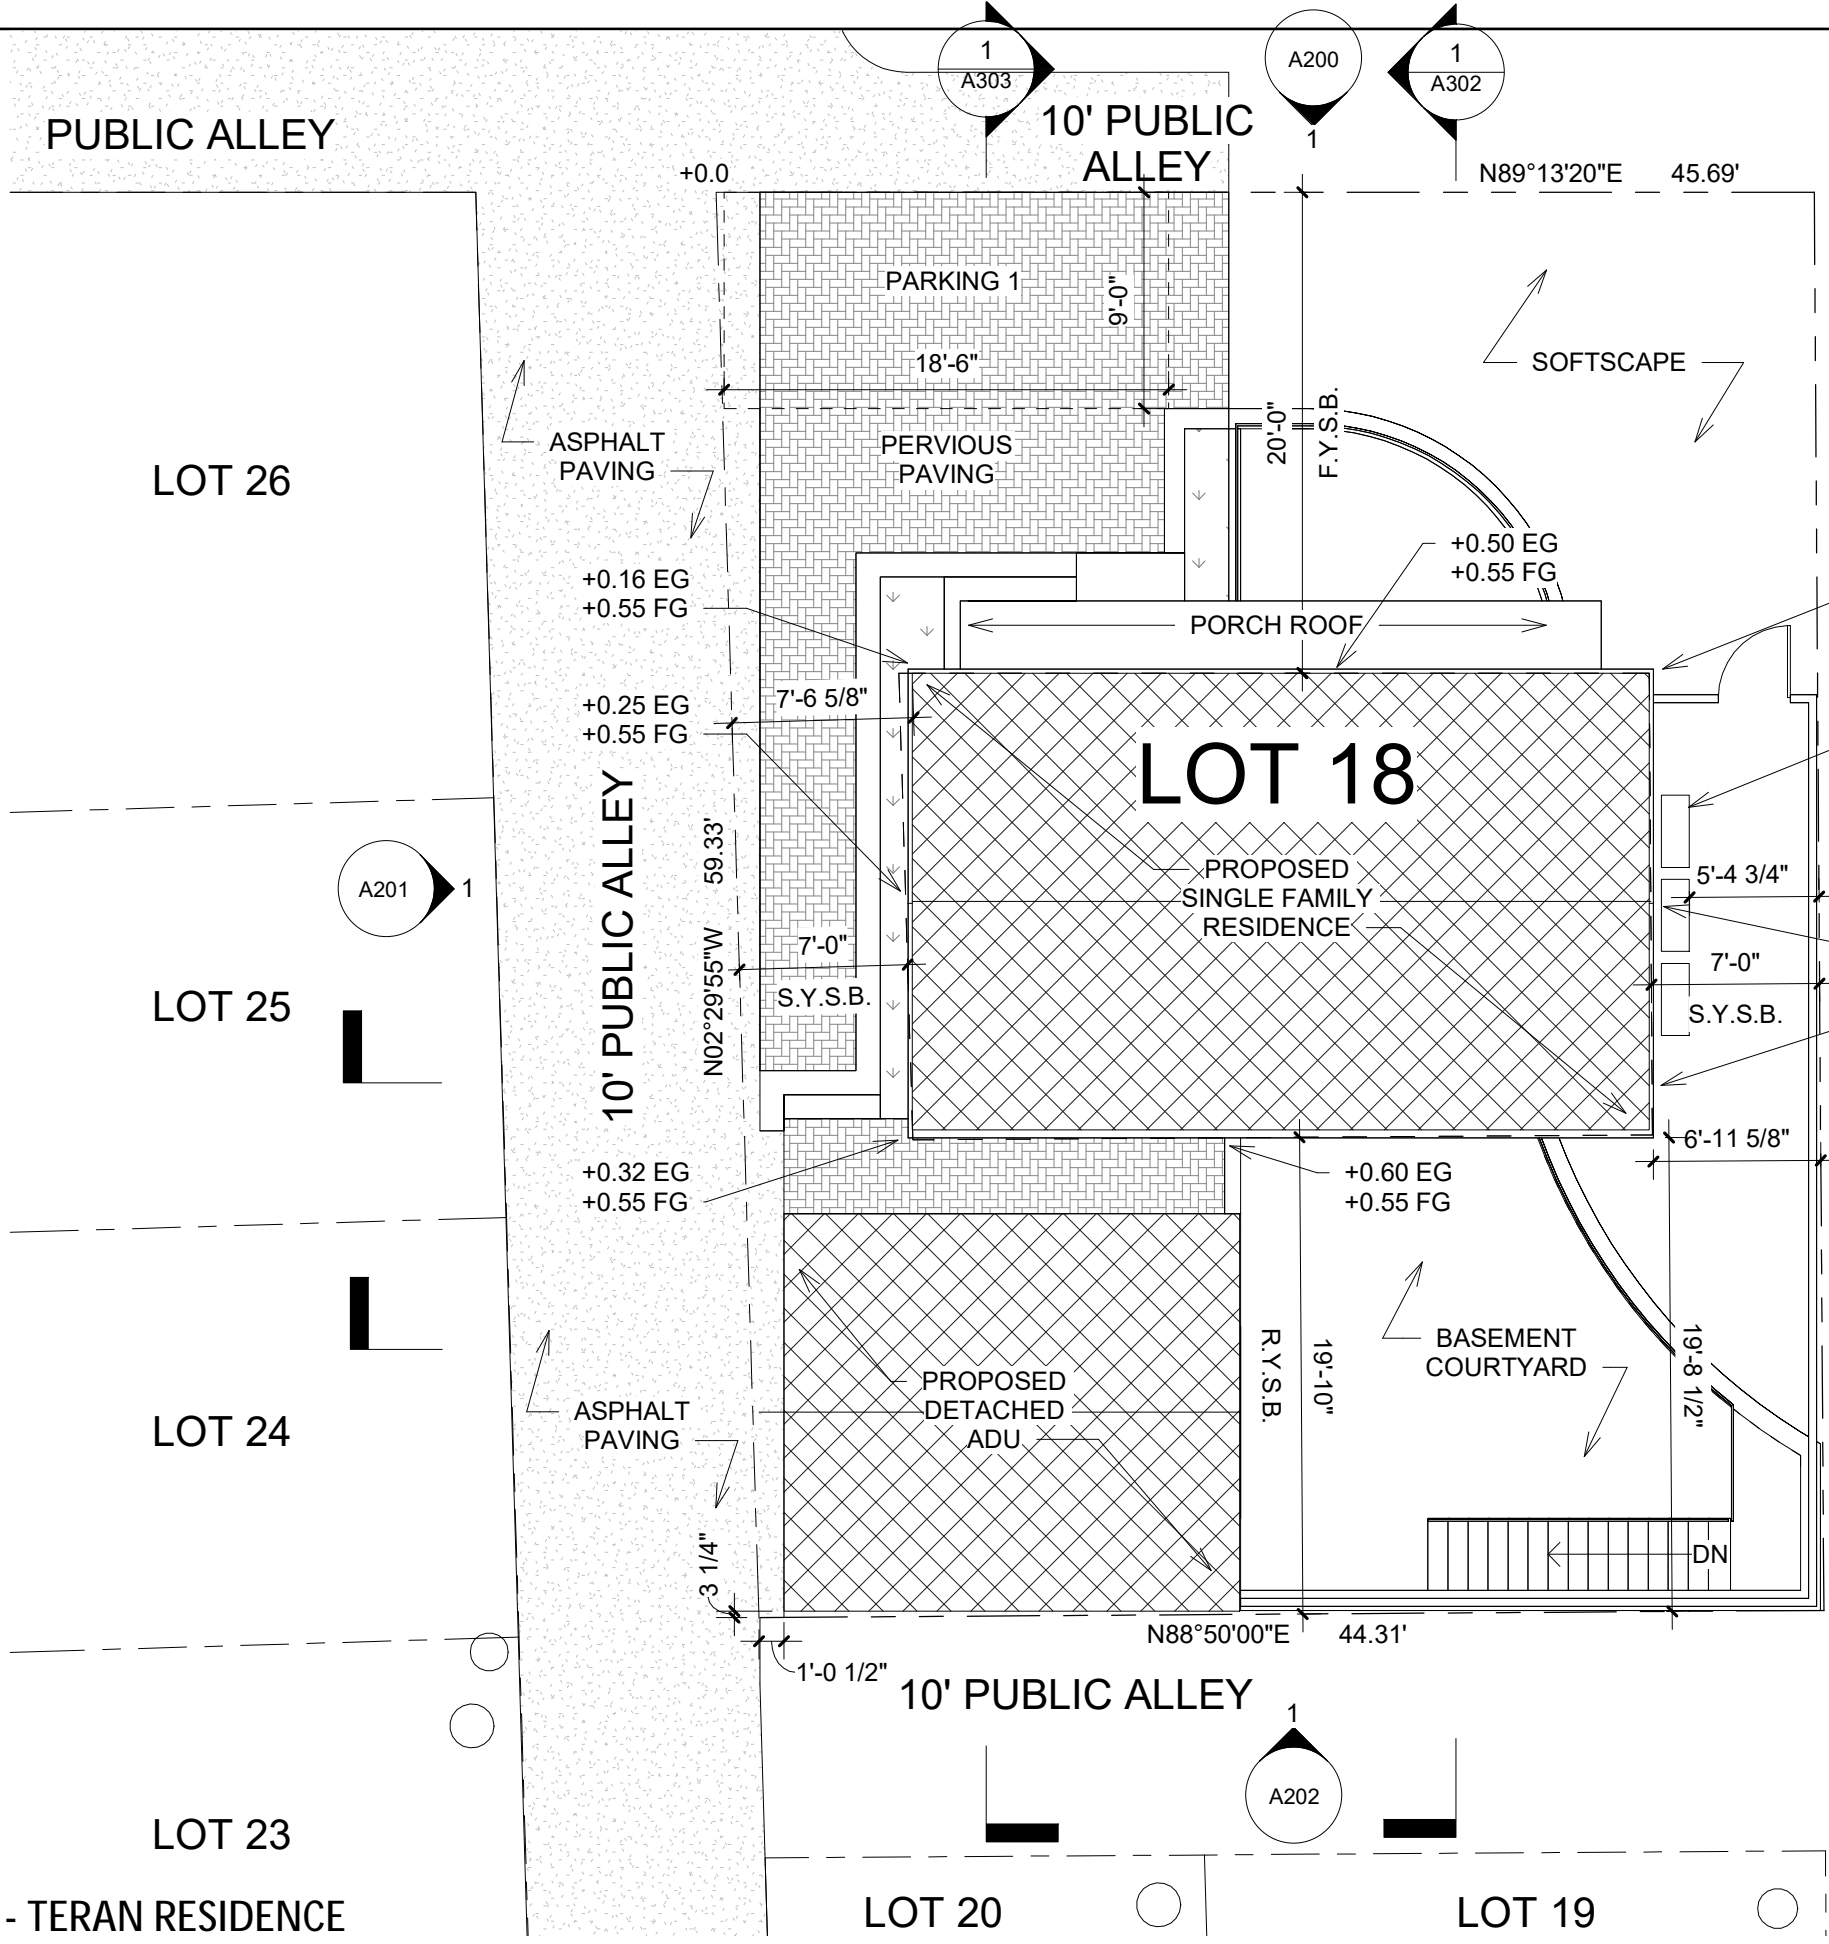 1
A303
A200
1
1
A302
PUBLIC ALLEY
10' PUBLIC
ALLEY
+0.0
N89°13'20"E 45.69'
PARKING 1
9'-0"
18'-6"
SOFTSCAPE
ASPHALT
PAVING
PERVIOUS
PAVING
20'-0"
F.Y.S.B.
LOT 26
+0.50 EG
+0.55 FG
+0.16 EG
+0.55 FG
PORCH ROOF
+0.25 EG
+0.55 FG
7'-6 5/8"
LOT 18
10' PUBLIC ALLEY
N02°29'55"W 59.33'
A201
1
PROPOSED
SINGLE FAMILY
RESIDENCE
5'-4 3/4"
7'-0"
S.Y.S.B.
7'-0"
S.Y.S.B.
LOT 25
6'-11 5/8"
+0.32 EG
+0.55 FG
+0.60 EG
+0.55 FG
R.Y.S.B.
19'-10"
BASEMENT
COURTYARD
19'-8 1/2"
PROPOSED
DETACHED
ADU
ASPHALT
PAVING
LOT 24
3 1/4"
DN
N88°50'00"E 44.31'
1'-0 1/2"
10' PUBLIC ALLEY
1
A202
LOT 23
LOT 20
LOT 19
- TERAN RESIDENCE